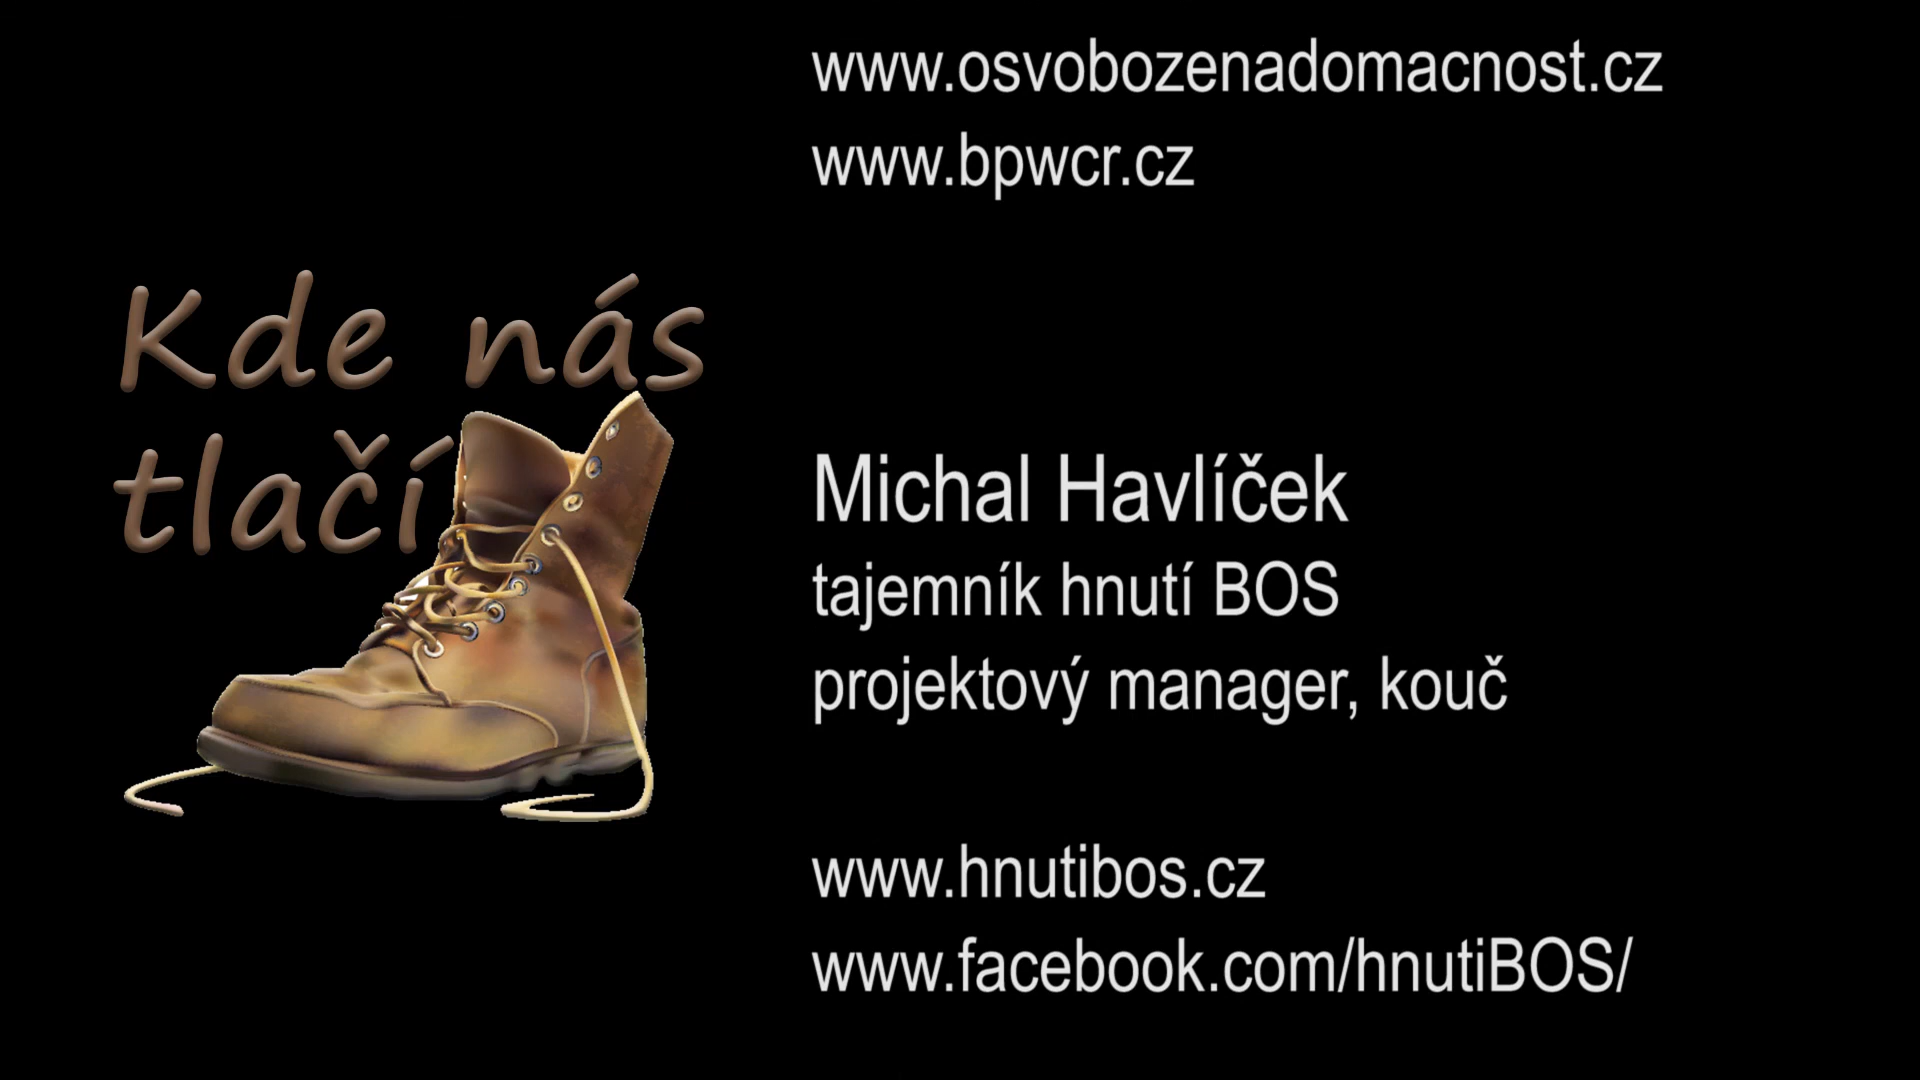 Kde nás
tlačí
www.osvobozenadomacnost.cz
www.bpwcr.cz
Michal Havlíček
tajemník hnutí BOS
projektový manager, kouč
www.hnutibos.cz
www.facebook.com/hnutiBOS/